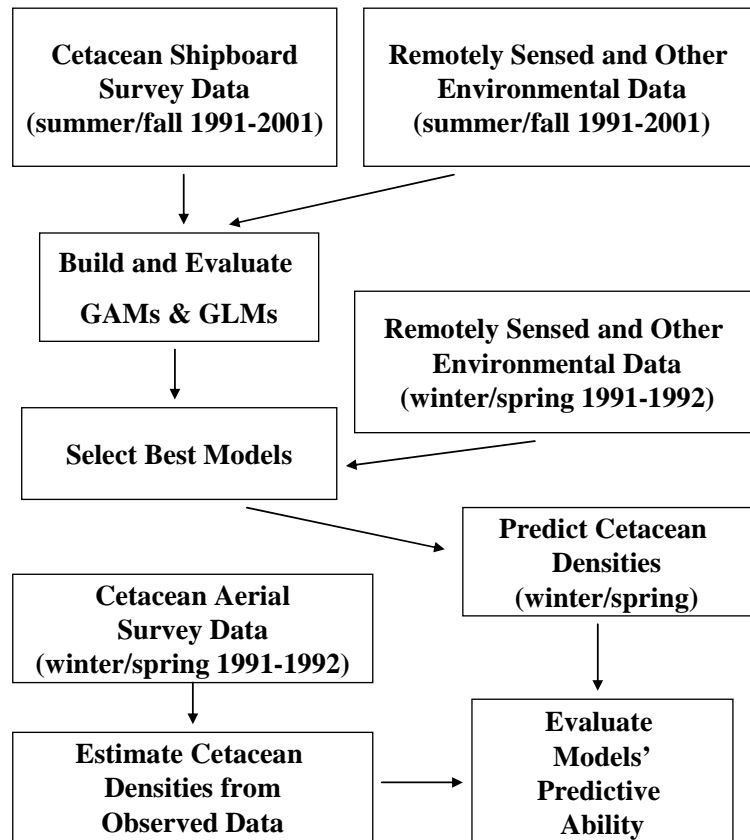 Cetacean Shipboard
Survey Data
(summer/fall 1991-2001)
Remotely Sensed and Other
Environmental Data
(summer/fall 1991-2001)
Build and Evaluate
GAMs & GLMs
Remotely Sensed and Other
Environmental Data
(winter/spring 1991-1992)
Select Best Models
Predict Cetacean
Densities
(winter/spring)
Cetacean Aerial
Survey Data
(winter/spring 1991-1992)
Estimate Cetacean
Densities from
Observed Data
Evaluate
Models’
Predictive
Ability